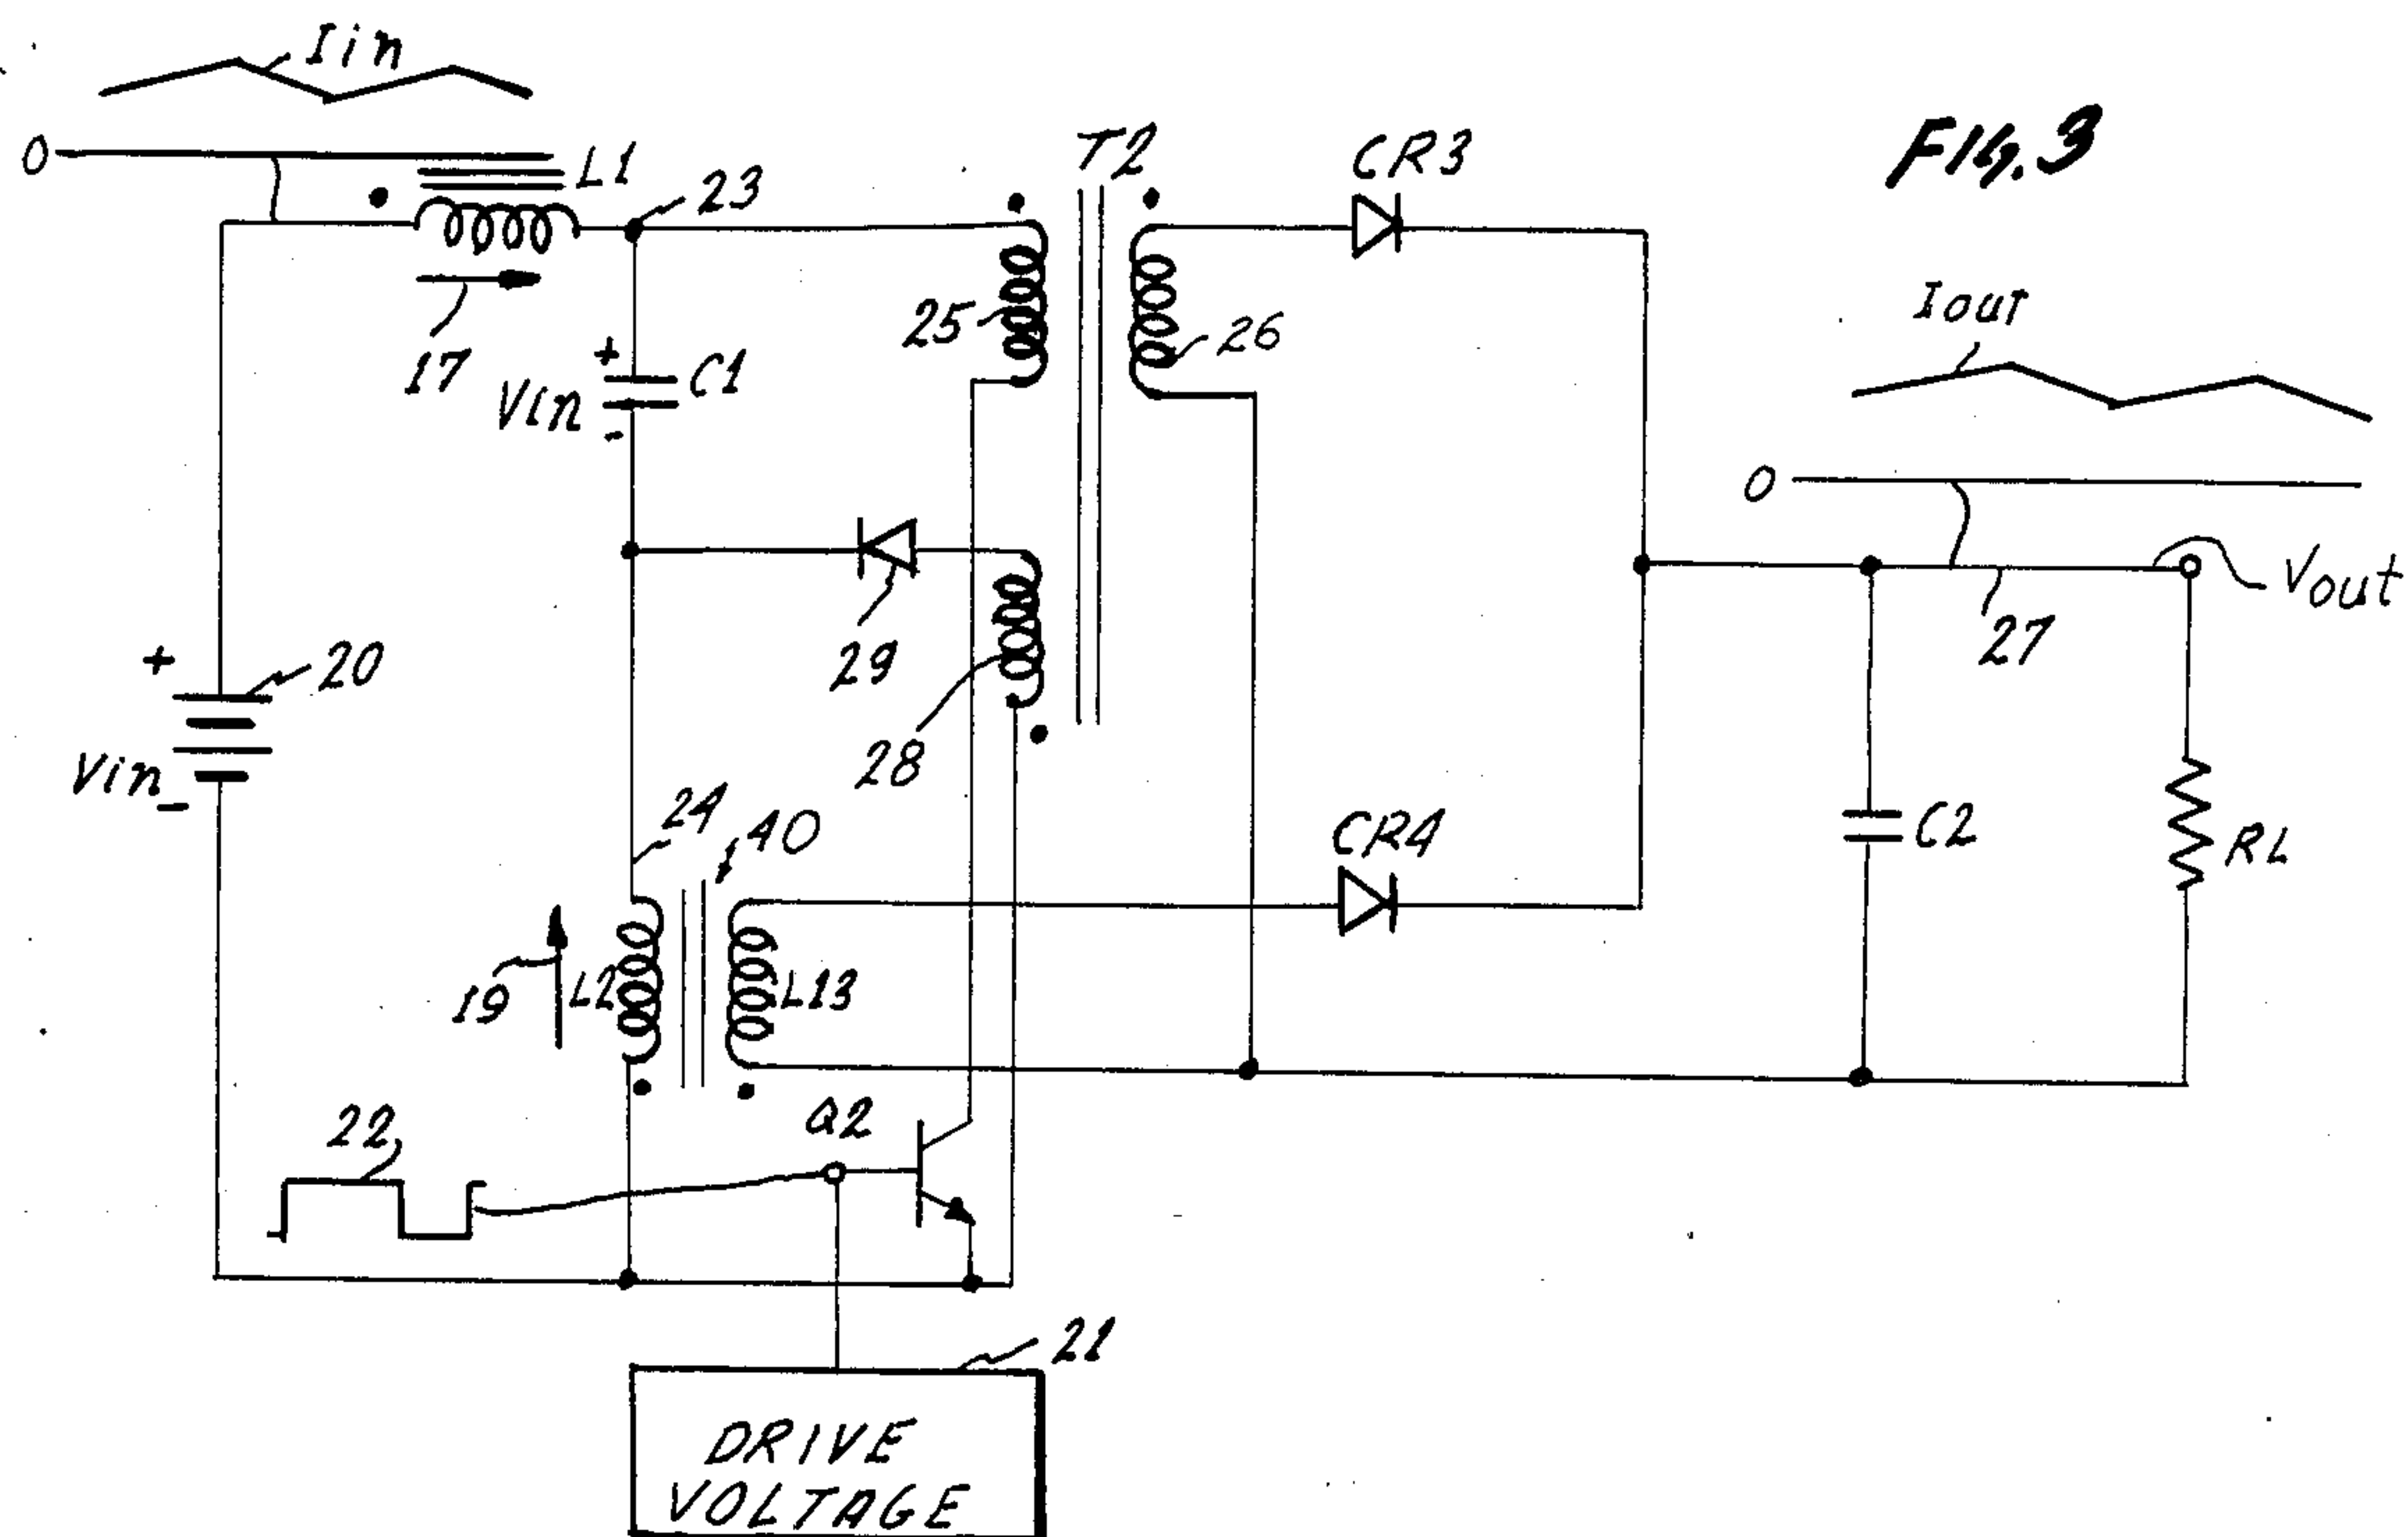 Iin
0
L1
23
T2
CR3
FIG. 3
17
+
Vin
-
C1
25
26
Iout
0
29
28
27
Vout
+
20
Vin
-
24
40
CR4
C2
RL
19
L2
L13
22
Q2
21
DRIVE
VOLTAGE